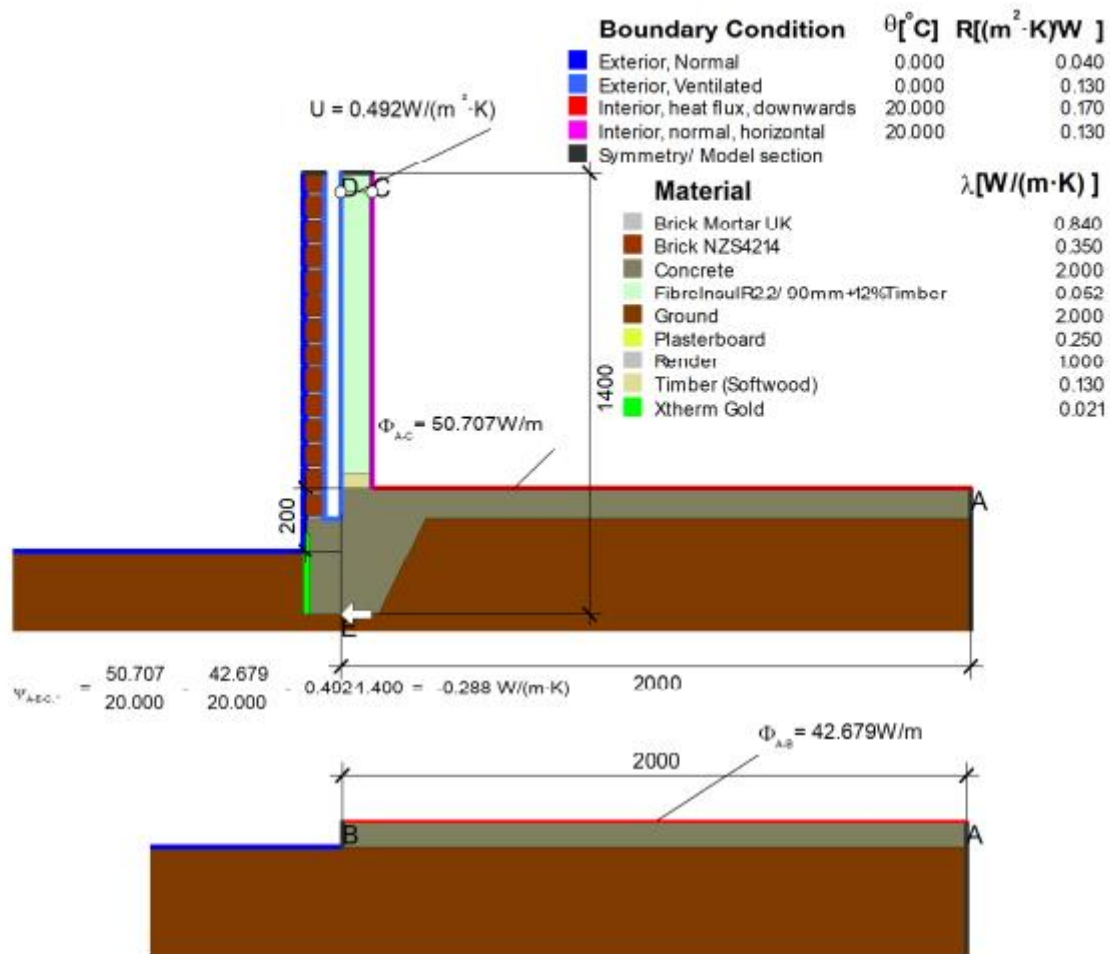 Boundary Condition θ[°C] R[(m²·K)/W ]
Exterior, Normal 0.000 0.040
Exterior, Ventilated 0.000 0.130
Interior, heat flux, downwards 20.000 0.170
Interior, normal, horizontal 20.000 0.130
Symmetry/ Model section
U = 0.492W/(m²·K)
D C
Material λ[W/(m·K) ]
Brick Mortar UK 0.840
Brick NZS4214 0.350
Concrete 2.000
FibreInsulR2.2/ 90mm+12%Timber 0.052
Ground 2.000
Plasterboard 0.250
Render 1.000
Timber (Softwood) 0.130
Xtherm Gold 0.021
1400
Φ A-C = 50.707W/m
200
A
E
2000
ψ A-E-C, * = 50.707 / 20.000 - 42.679 / 20.000 - 0.492·1.400 = -0.288 W/(m·K)
Φ A-B = 42.679W/m
2000
B A